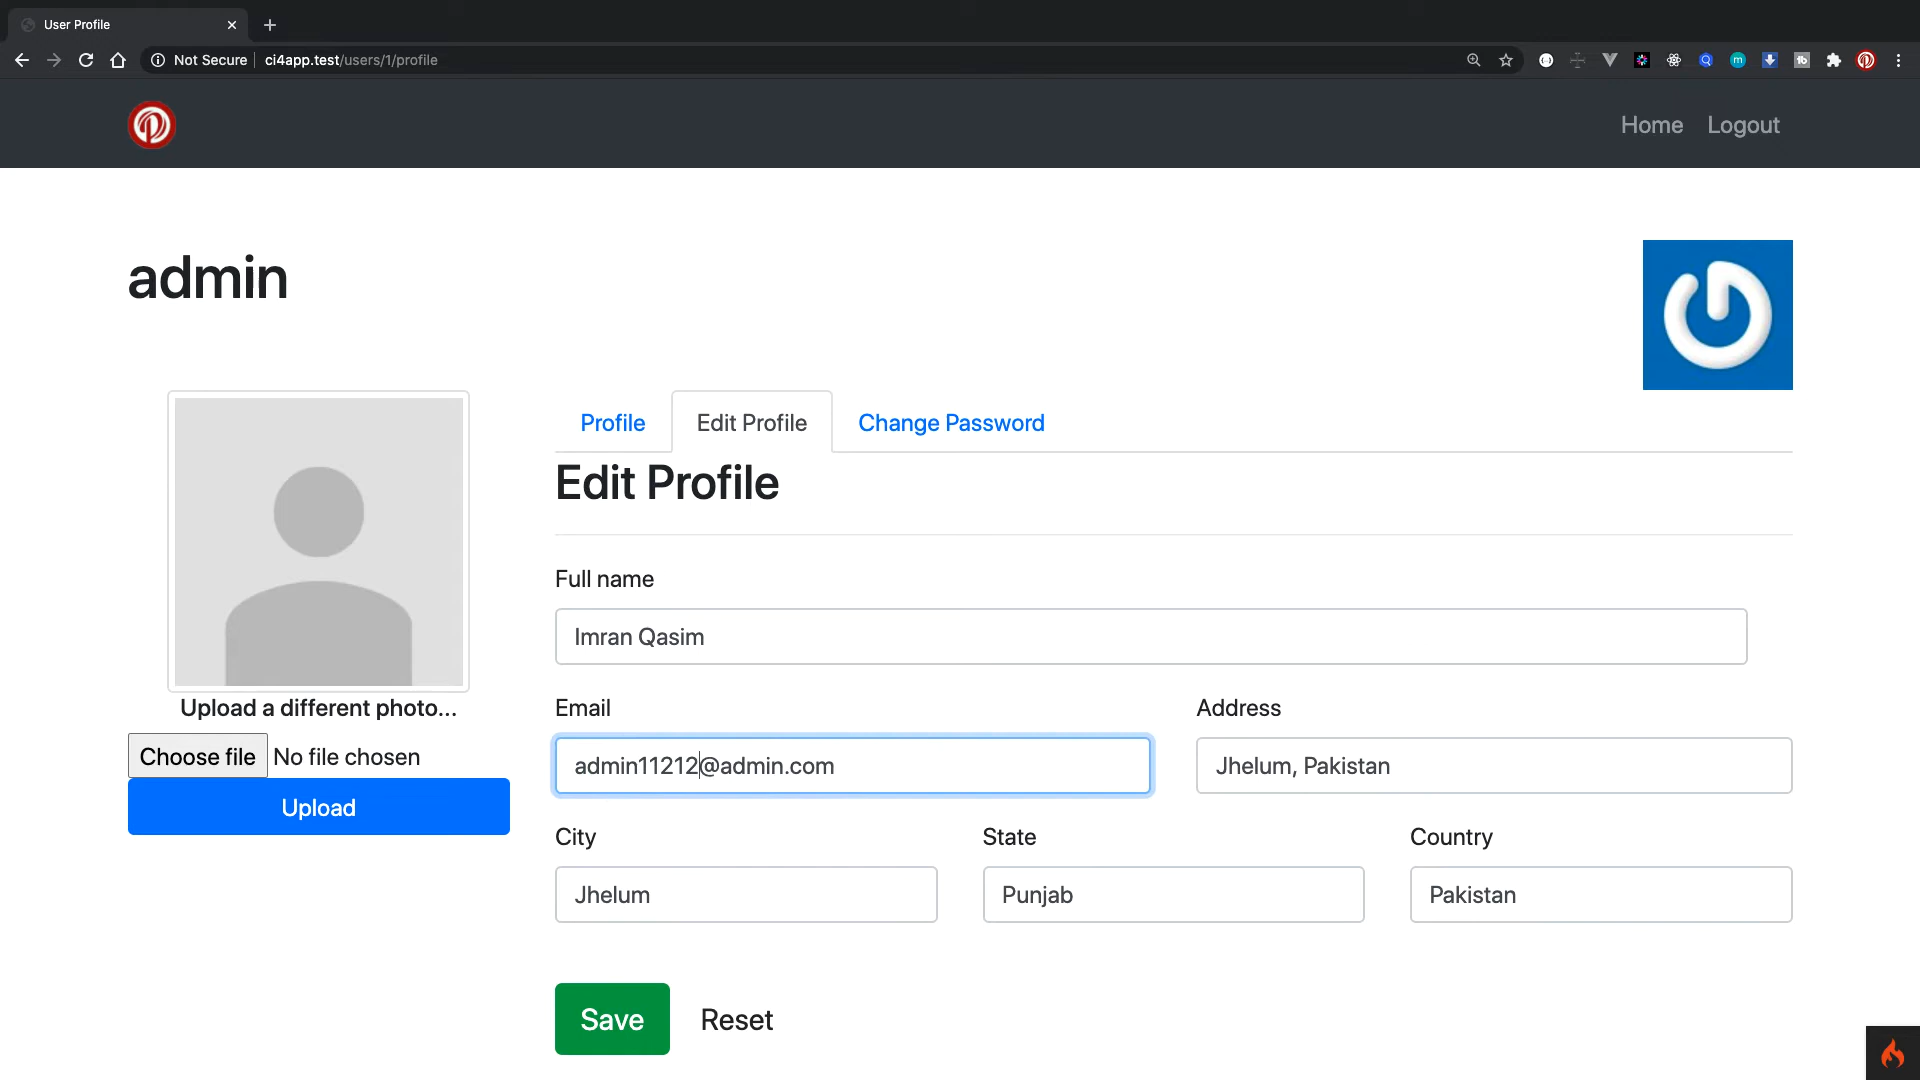 User Profile
Not Secure
ci4app.test/users/1/profile
Home
Logout
admin
Profile
Edit Profile
Change Password
Edit Profile
Full name
Imran Qasim
Email
Address
admin11212@admin.com
Jhelum, Pakistan
Upload a different photo...
Choose file
No file chosen
Upload
City
State
Country
Jhelum
Punjab
Pakistan
Save
Reset